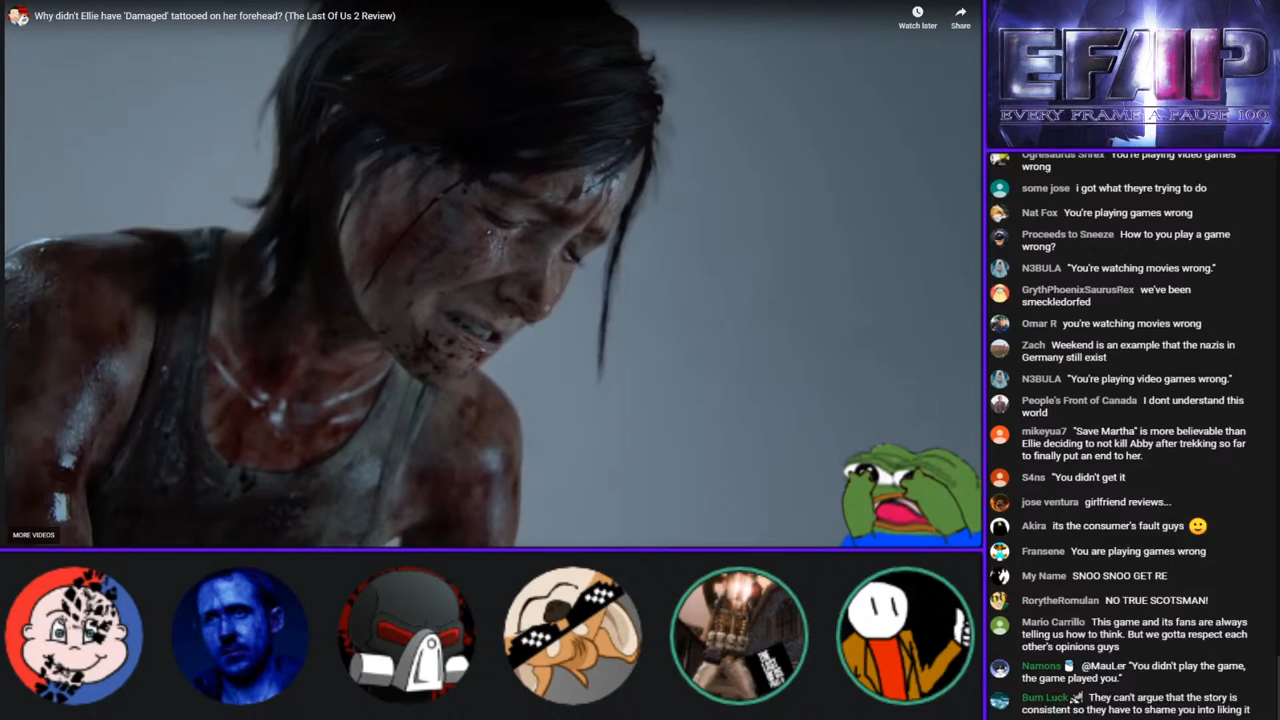 Why didn't Ellie have 'Damaged' tattooed on her forehead? (The Last Of Us 2 Review)
Watch later
Share
MORE VIDEOS
EFAP
EVERY FRAME A PAUSE 100
Ogresaurus Shrex You're playing video games
wrong
some jose i got what theyre trying to do
Nat Fox You're playing games wrong
Proceeds to Sneeze How to you play a game
wrong?
N3BULA "You're watching movies wrong."
GrythPhoenixSaurusRex we've been
smeckledorfed
Omar R you're watching movies wrong
Zach Weekend is an example that the nazis in
Germany still exist
N3BULA "You're playing video games wrong."
People's Front of Canada I dont understand this
world
mikeyua7 "Save Martha" is more believable than
Ellie deciding to not kill Abby after trekking so far
to finally put an end to her.
S4ns "You didn't get it
jose ventura girlfriend reviews...
Akira its the consumer's fault guys
Fransene You are playing games wrong
My Name SNOO SNOO GET RE
RorytheRomulan NO TRUE SCOTSMAN!
Mario Carrillo This game and its fans are always
telling us how to think. But we gotta respect each
other's opinions guys
Namons @MauLer "You didn't play the game,
the game played you."
Bum Luck They can't argue that the story is
consistent so they have to shame you into liking it